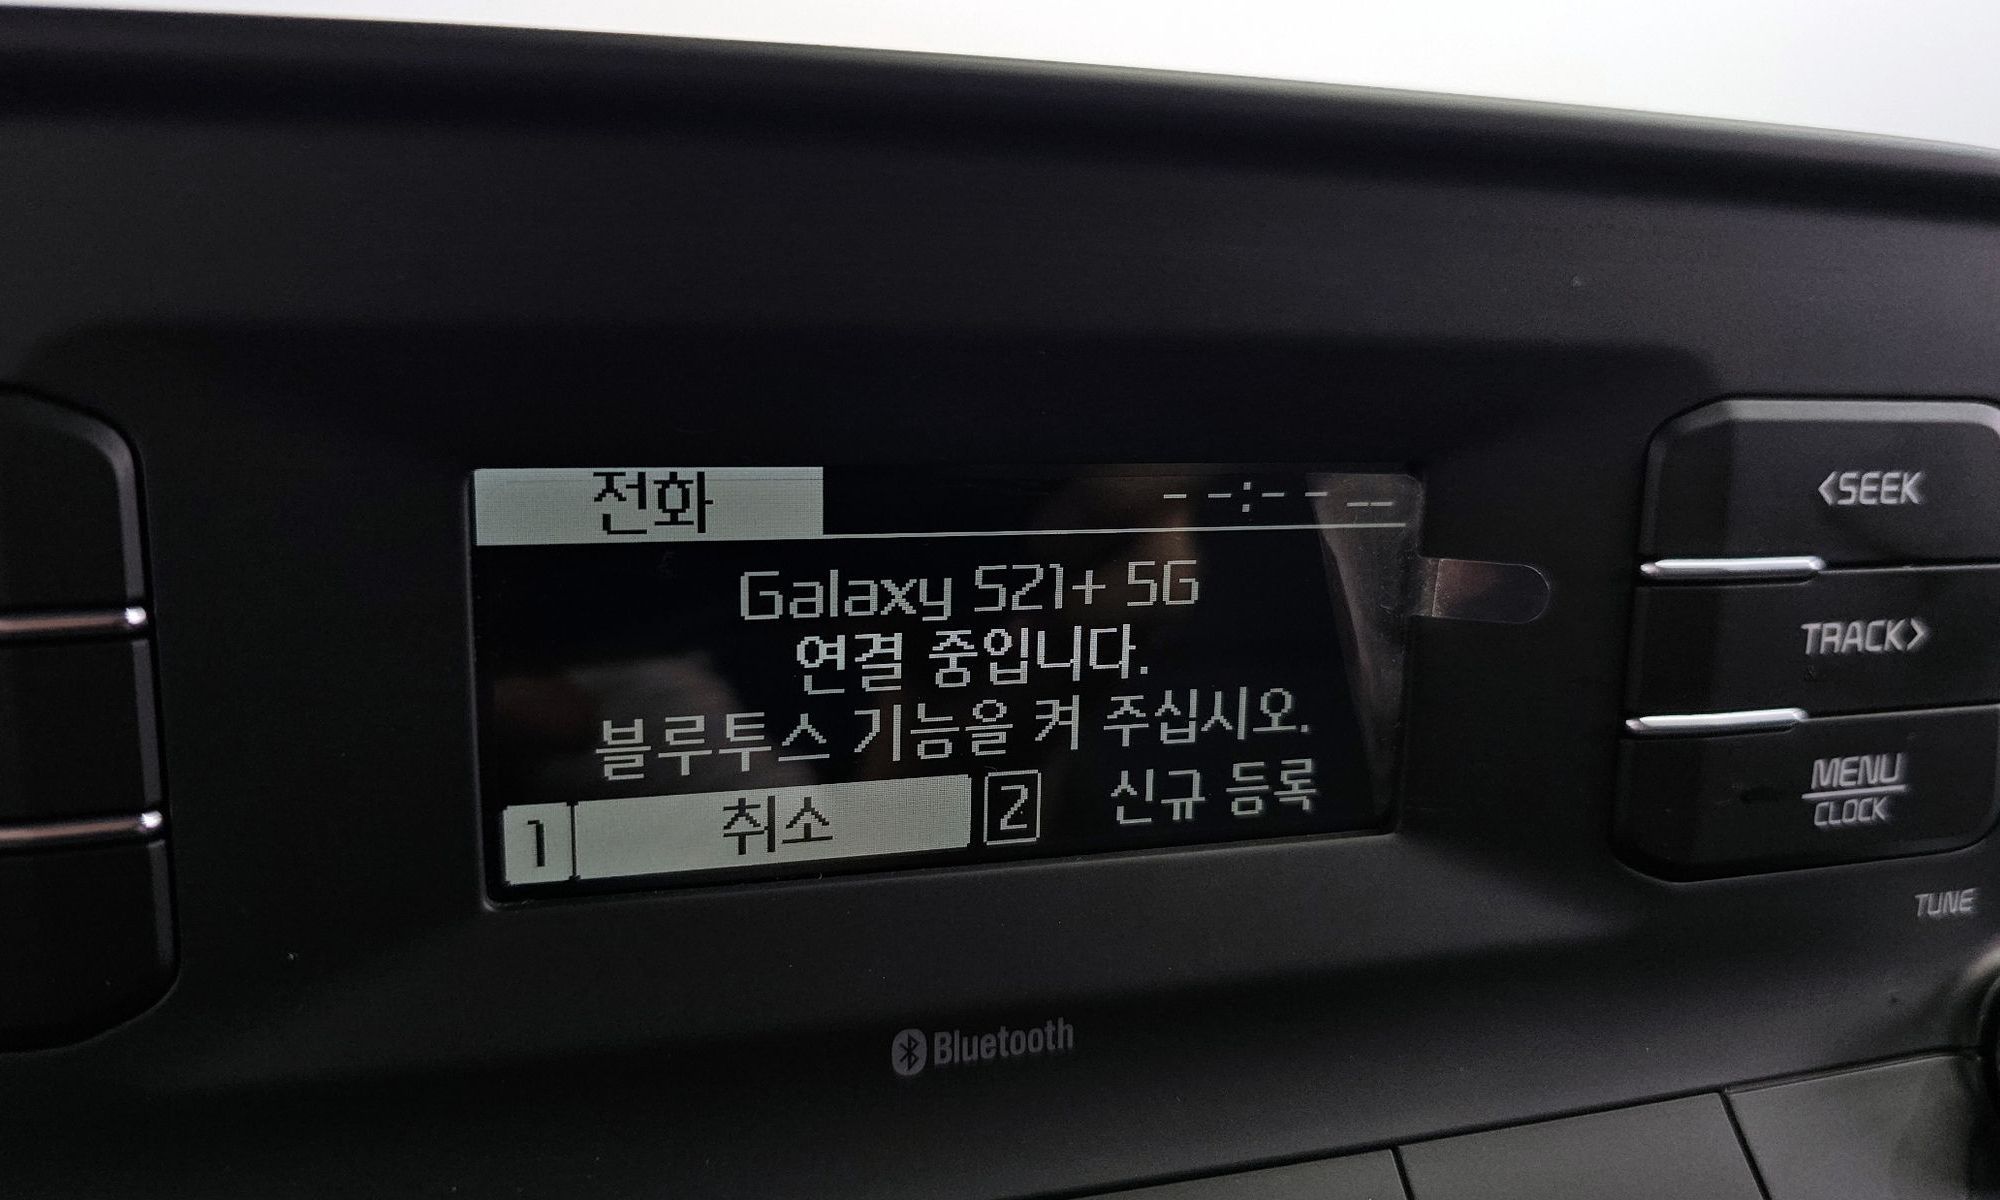 전화 --:-- --
Galaxy S21+ 5G
연결 중입니다.
블루투스 기능을 켜 주십시오.
1 취소 2 신규 등록
<SEEK
TRACK>
MENU
CLOCK
TUNE
Bluetooth